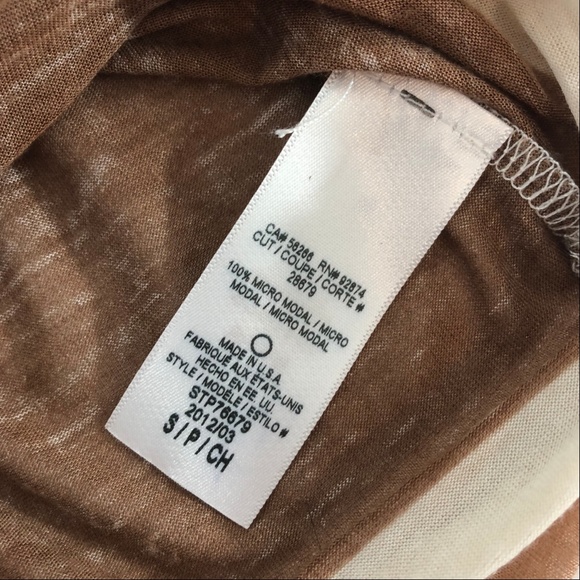 CA# 56266 RN# 92874
CUT / COUPE / CORTE #
28679
100% MICRO MODAL / MICRO
MODAL / MICRO MODAL
MADE IN U.S.A.
FABRIQUÉ AUX ÉTATS-UNIS
HECHO EN EE. UU.
STYLE / MODÈLE / ESTILO #
STP76679
2012/03
S / P / CH